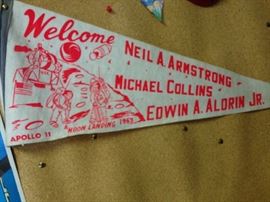 Welcome
NEIL A. ARMSTRONG
MICHAEL COLLINS
EDWIN A. ALDRIN JR.
MOON LANDING 1969
APOLLO 11